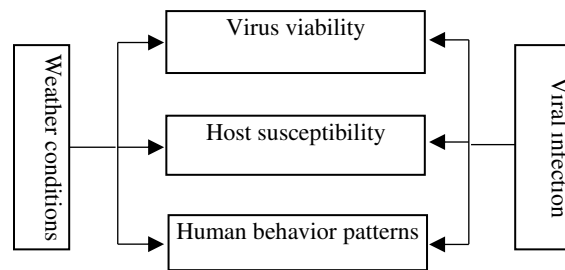 Virus viability
Weather conditions
Host susceptibility
Viral infection
Human behavior patterns